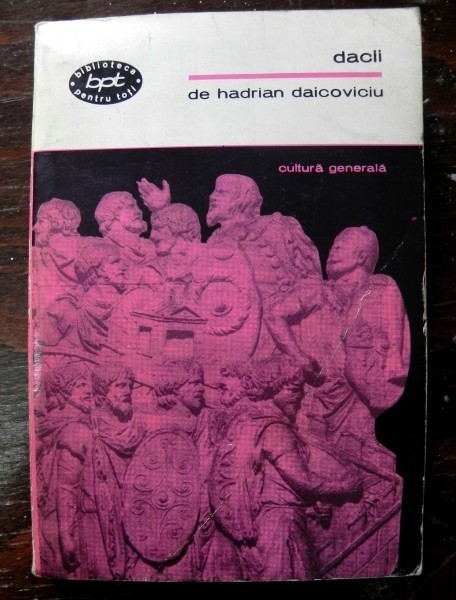 biblioteca
bpt
pentru toți
dacii
de hadrian daicoviciu
cultură generală